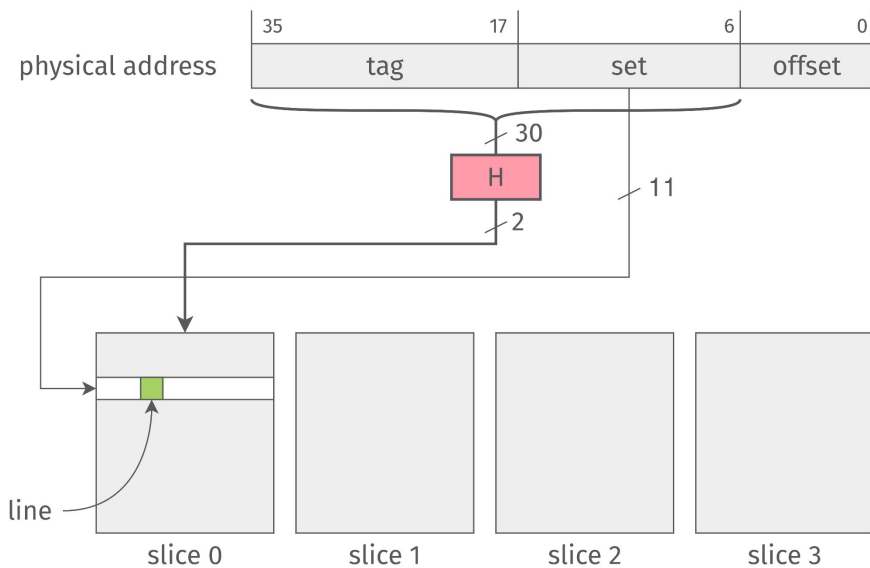 35 17 6 0
physical address tag set offset
30
H
11
2
line
slice 0 slice 1 slice 2 slice 3